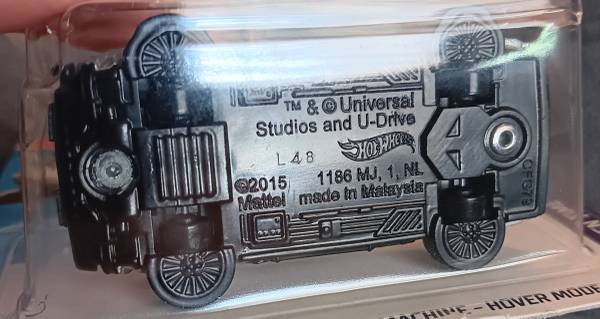 ™ & © Universal
Studios and U-Drive
L48
Hot Wheels
©2015
Mattel
1186 MJ, 1, NL
made in Malaysia
MACHINE - HOVER MODE